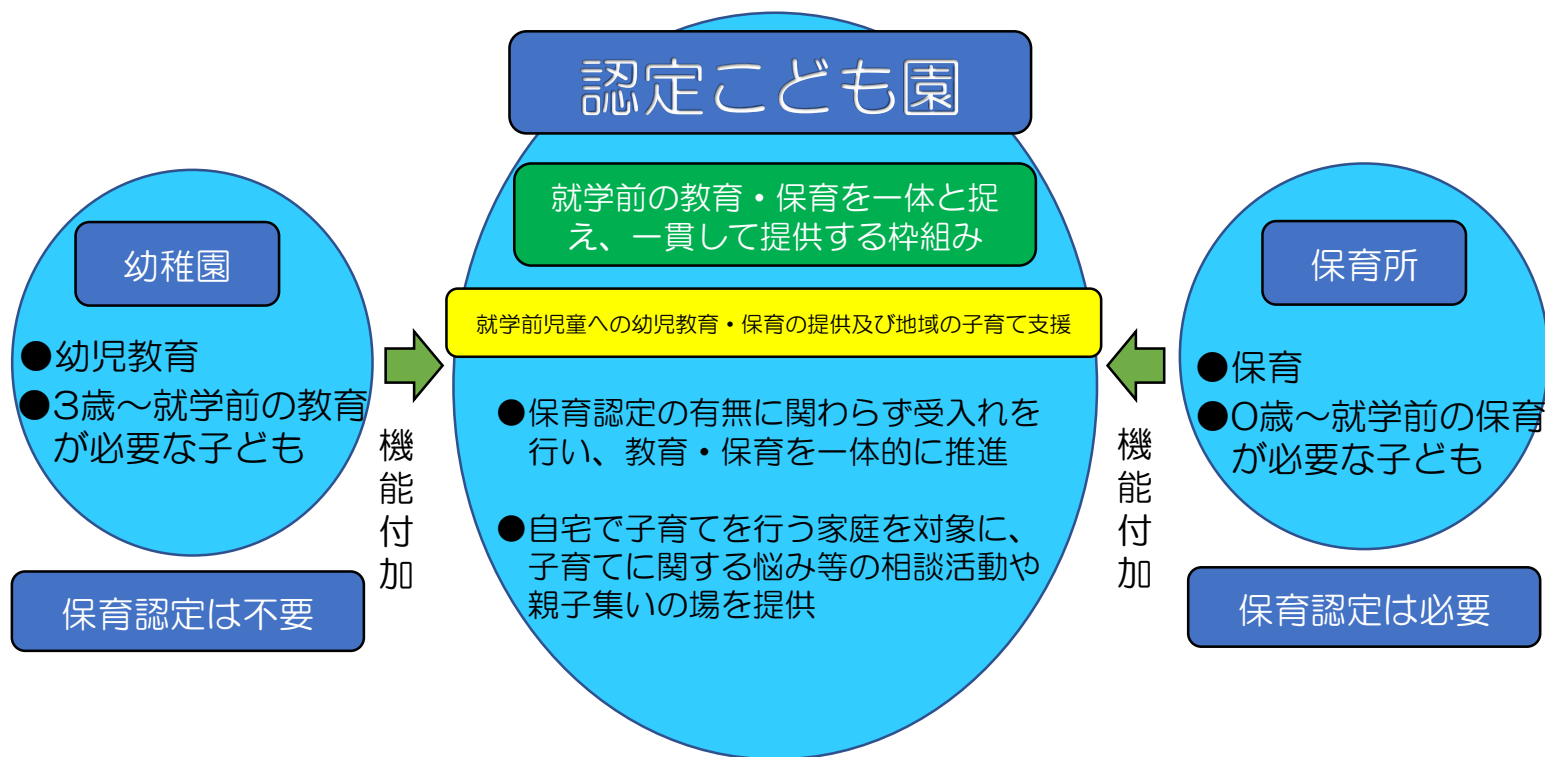 認定こども園
就学前の教育・保育を一体と捉
え、一貫して提供する枠組み
就学前児童への幼児教育・保育の提供及び地域の子育て支援
●保育認定の有無に関わらず受入れを
行い、教育・保育を一体的に推進
●自宅で子育てを行う家庭を対象に、
子育てに関する悩み等の相談活動や
親子集いの場を提供
幼稚園
●幼児教育
●3歳~就学前の教育
が必要な子ども
保育認定は不要
機能付加
保育所
●保育
●0歳~就学前の保育
が必要な子ども
保育認定は必要
機能付加